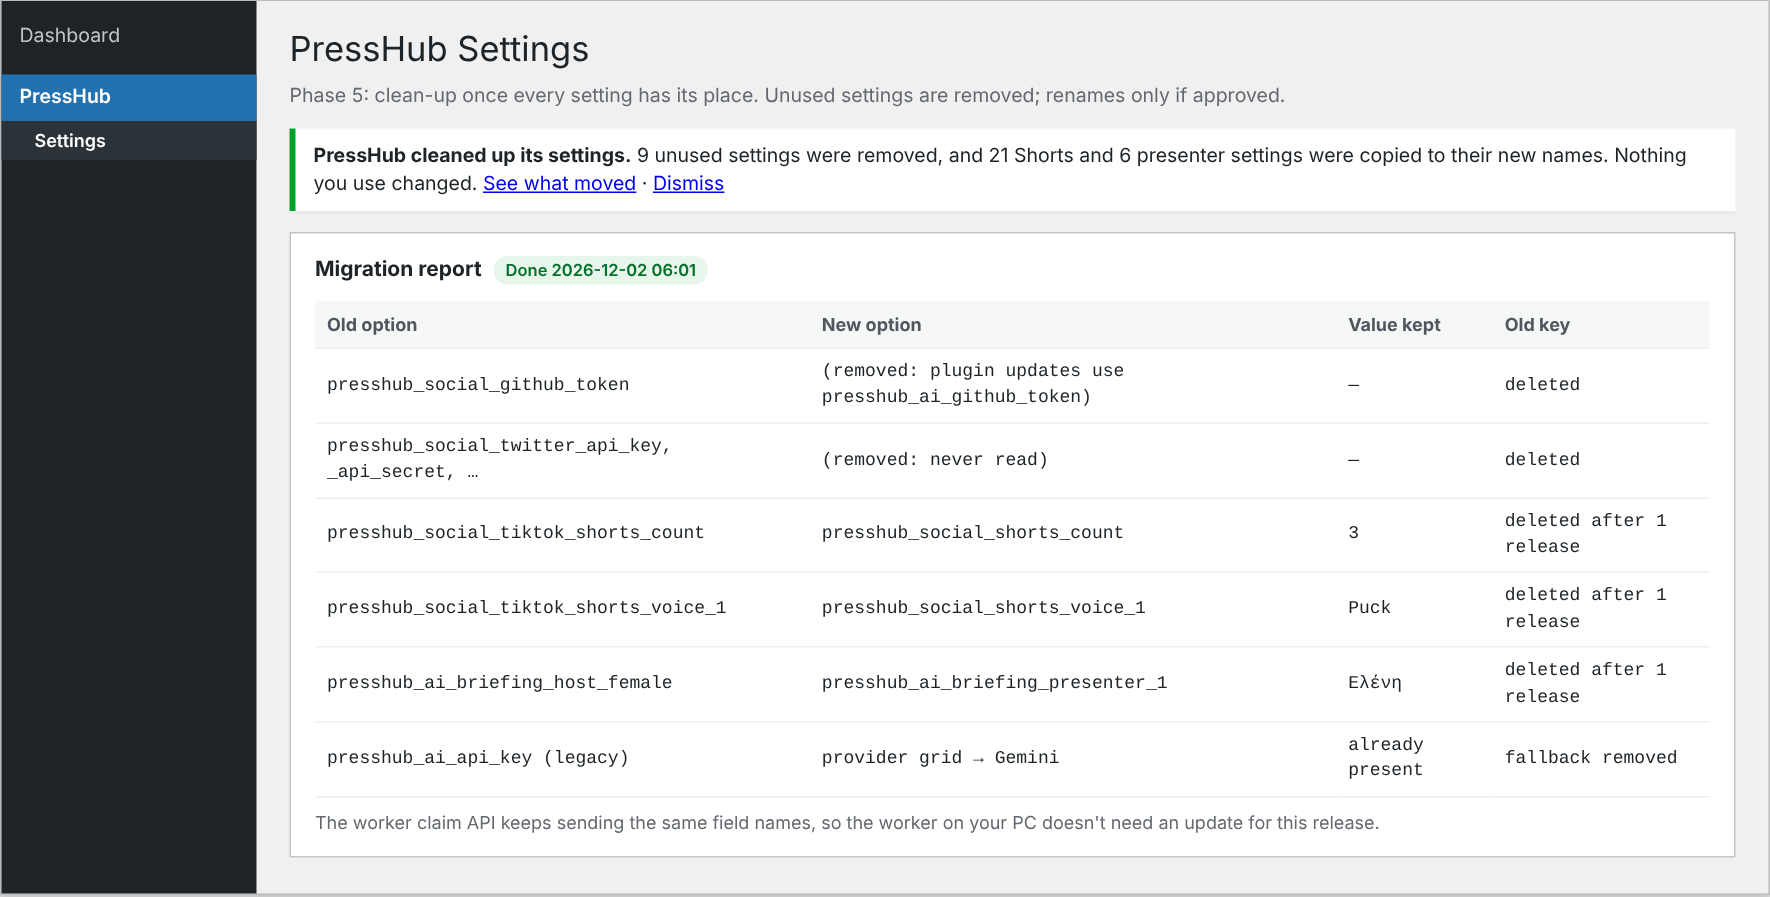 Dashboard
PressHub
Settings
PressHub Settings
Phase 5: clean-up once every setting has its place. Unused settings are removed; renames only if approved.
PressHub cleaned up its settings. 9 unused settings were removed, and 21 Shorts and 6 presenter settings were copied to their new names. Nothing
you use changed. See what moved · Dismiss
Migration report Done 2026-12-02 06:01
Old option New option Value kept Old key
presshub_social_github_token (removed: plugin updates use
presshub_ai_github_token) — deleted
presshub_social_twitter_api_key,
_api_secret, … (removed: never read) — deleted
presshub_social_tiktok_shorts_count presshub_social_shorts_count 3 deleted after 1
release
presshub_social_tiktok_shorts_voice_1 presshub_social_shorts_voice_1 Puck deleted after 1
release
presshub_ai_briefing_host_female presshub_ai_briefing_presenter_1 Ελένη deleted after 1
release
presshub_ai_api_key (legacy) provider grid → Gemini already
present fallback removed
The worker claim API keeps sending the same field names, so the worker on your PC doesn't need an update for this release.